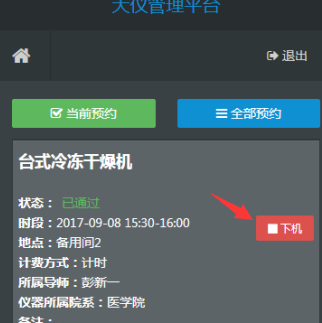 大仪管理平台
退出
当前预约 全部预约
台式冷冻干燥机
状态： 已通过
时段：2017-09-08 15:30-16:00
下机
地点：备用间2
计费方式：计时
所属导师：彭新一
仪器所属院系：医学院
备注：